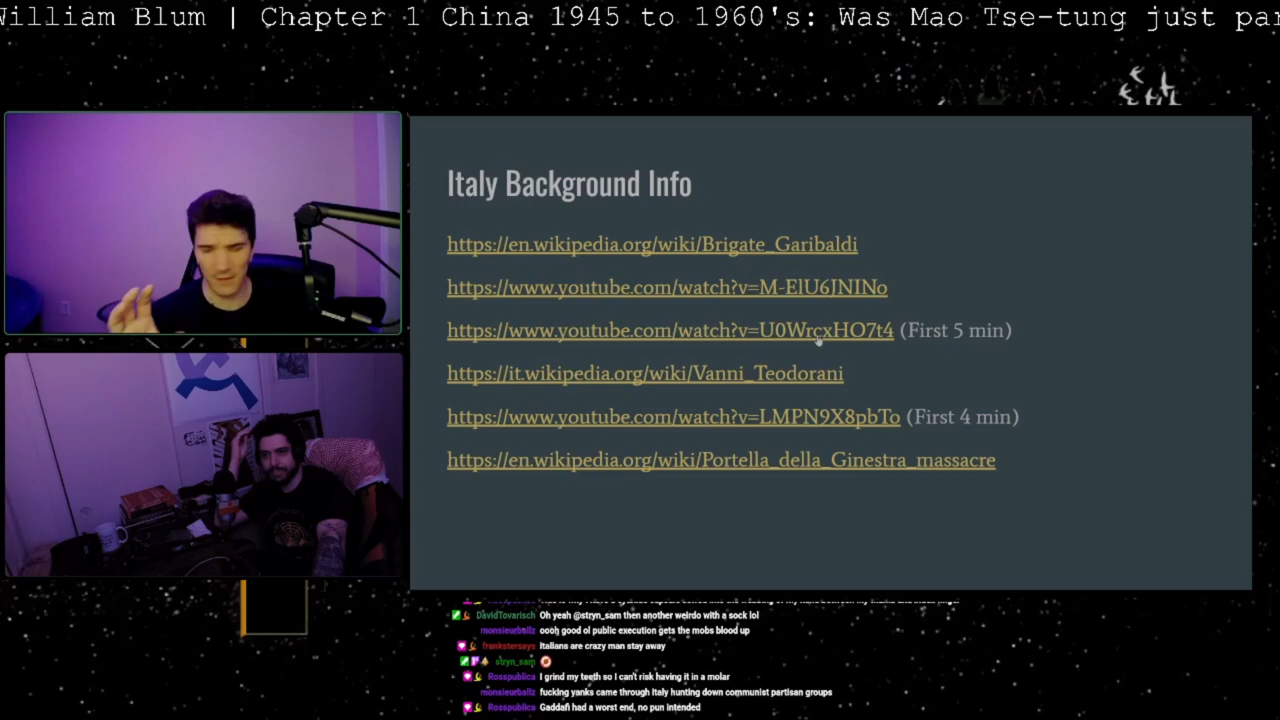 William Blum | Chapter 1 China 1945 to 1960's: Was Mao Tse-tung just par
Italy Background Info
https://en.wikipedia.org/wiki/Brigate_Garibaldi
https://www.youtube.com/watch?v=M-ElU6JNINo
https://www.youtube.com/watch?v=U0WrcxHO7t4 (First 5 min)
https://it.wikipedia.org/wiki/Vanni_Teodorani
https://www.youtube.com/watch?v=LMPN9X8pbTo (First 4 min)
https://en.wikipedia.org/wiki/Portella_della_Ginestra_massacre
DavidTovarisch Oh yeah @stryn_sam then another weirdo with a sock lol
monsieurballz oooh good ol public execution gets the mobs blood up
frankstersays Italians are crazy man stay away
stryn_sam
Rosspublica I grind my teeth so I can't risk having it in a molar
monsieurballz fucking yanks came through Italy hunting down communist partisan groups
Rosspublica Gaddafi had a worst end, no pun intended